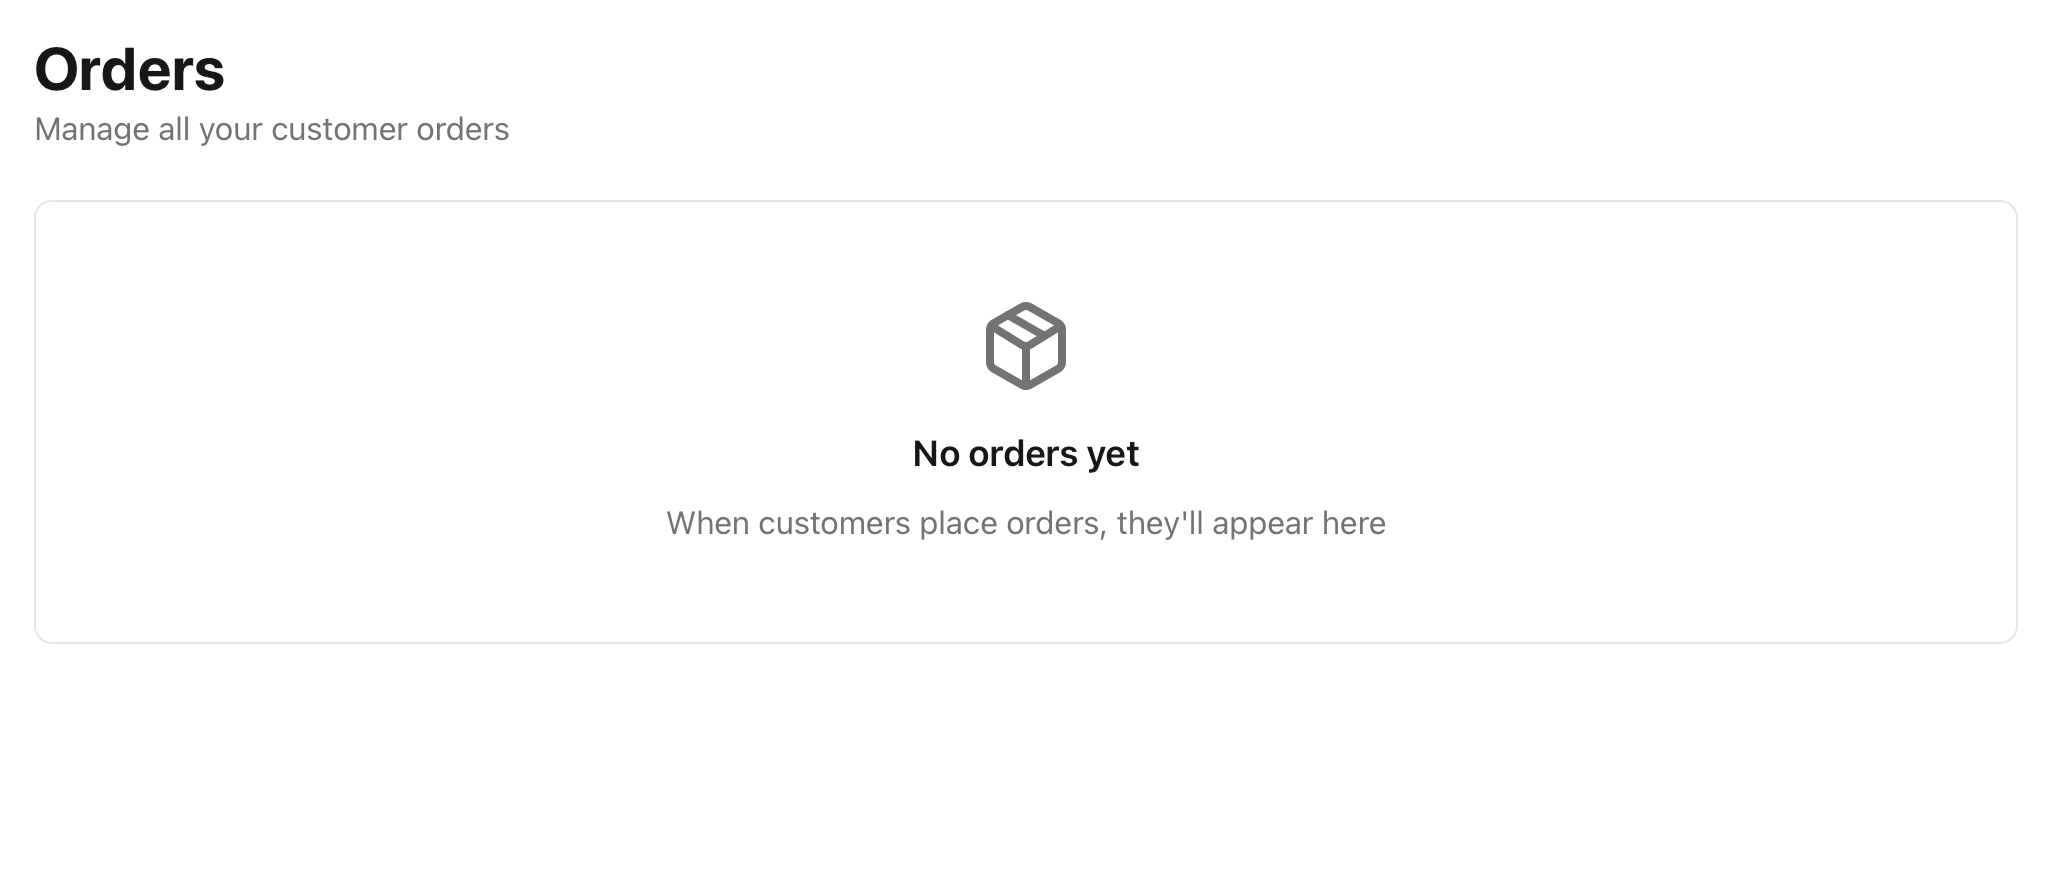 Orders
Manage all your customer orders
No orders yet
When customers place orders, they'll appear here